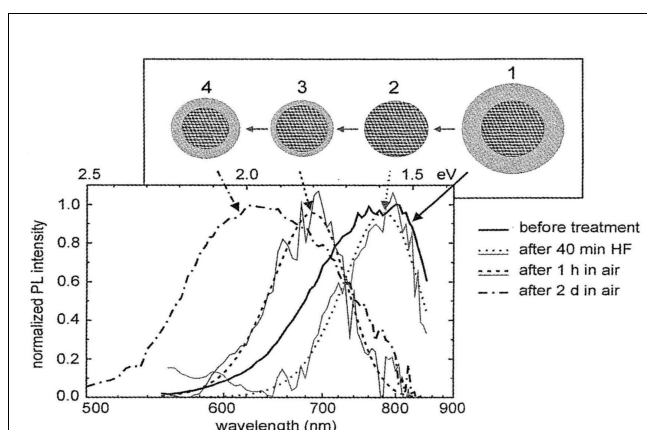 4 3 2 1
2.5 2.0 1.5 eV
normalized PL intensity
1.0
0.8
0.6
0.4
0.2
0.0
500 600 700 800 900
wavelength (nm)
before treatment
after 40 min HF
after 1 h in air
after 2 d in air